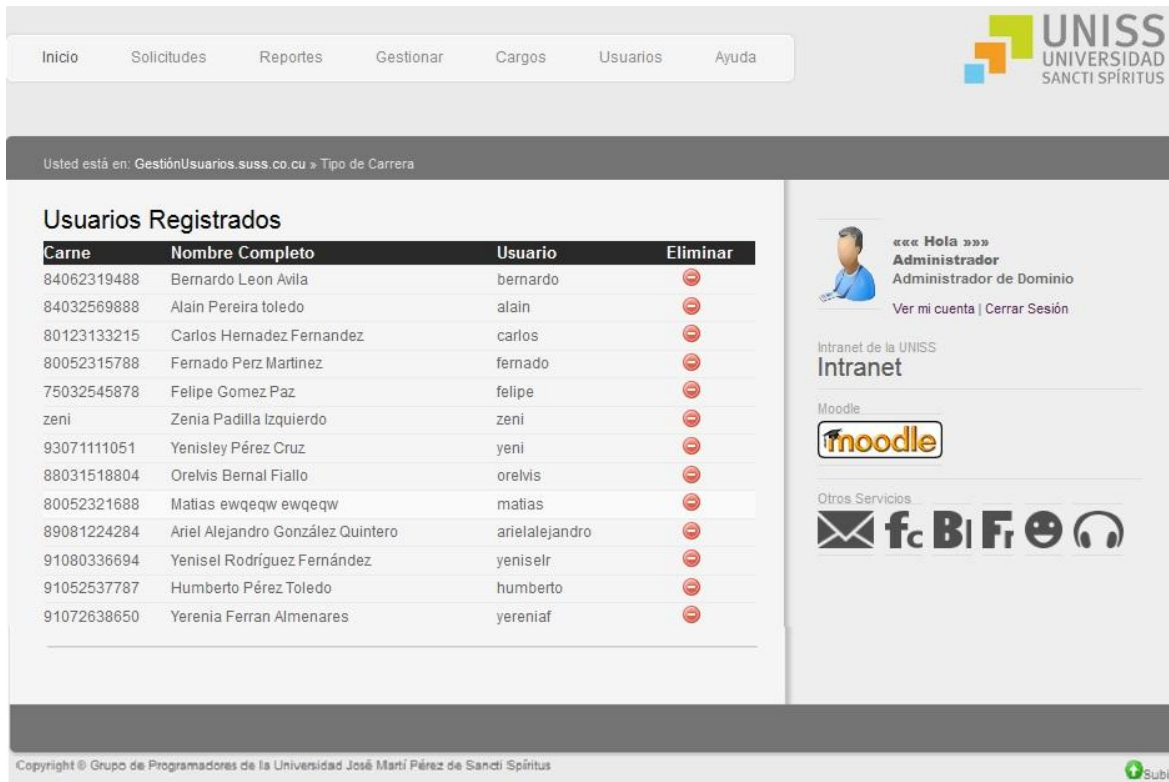 Inicio Solicitudes Reportes Gestionar Cargos Usuarios Ayuda
UNISS
UNIVERSIDAD
SANCTI SPÍRITUS
Usted está en: GestiónUsuarios.suss.co.cu » Tipo de Carrera
Usuarios Registrados
Carne Nombre Completo Usuario Eliminar
84062319488 Bernardo Leon Avila bernardo
84032569888 Alain Pereira toledo alain
80123133215 Carlos Hernadez Fernandez carlos
80052315788 Fernado Perz Martinez fernado
75032545878 Felipe Gomez Paz felipe
zeni Zenia Padilla Izquierdo zeni
93071111051 Yenisley Pérez Cruz yeni
88031518804 Orelvis Bernal Fiallo orelvis
80052321688 Matias ewqeqw ewqeqw matias
89081224284 Ariel Alejandro González Quintero arielalejandro
91080336694 Yenisel Rodríguez Fernández yeniselr
91052537787 Humberto Pérez Toledo humberto
91072638650 Yerenia Ferran Almenares yereniaf
««« Hola »»»
Administrador
Administrador de Dominio
Ver mi cuenta | Cerrar Sesión
Intranet de la UNISS
Intranet
Moodle
moodle
Otros Servicios
fc Bl Fr
Copyright © Grupo de Programadores de la Universidad José Martí Pérez de Sancti Spíritus
Subi